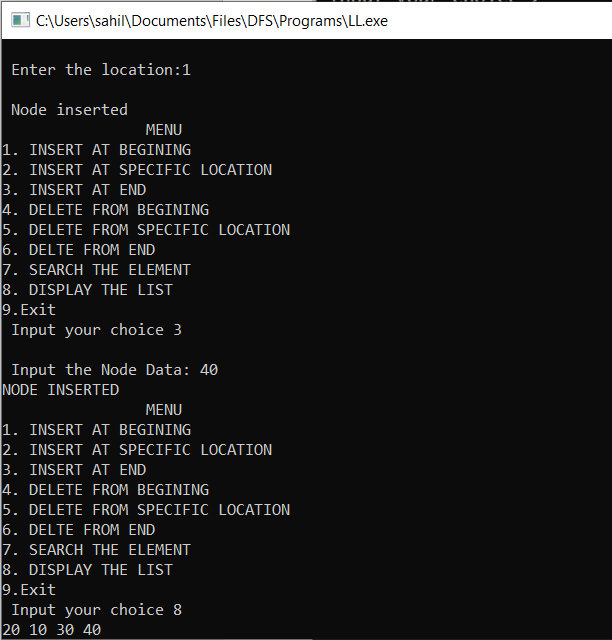 C:\Users\sahil\Documents\Files\DFS\Programs\LL.exe
Enter the location:1
Node inserted
MENU
1. INSERT AT BEGINING
2. INSERT AT SPECIFIC LOCATION
3. INSERT AT END
4. DELETE FROM BEGINING
5. DELETE FROM SPECIFIC LOCATION
6. DELTE FROM END
7. SEARCH THE ELEMENT
8. DISPLAY THE LIST
9.Exit
Input your choice 3
Input the Node Data: 40
NODE INSERTED
MENU
1. INSERT AT BEGINING
2. INSERT AT SPECIFIC LOCATION
3. INSERT AT END
4. DELETE FROM BEGINING
5. DELETE FROM SPECIFIC LOCATION
6. DELTE FROM END
7. SEARCH THE ELEMENT
8. DISPLAY THE LIST
9.Exit
Input your choice 8
20 10 30 40